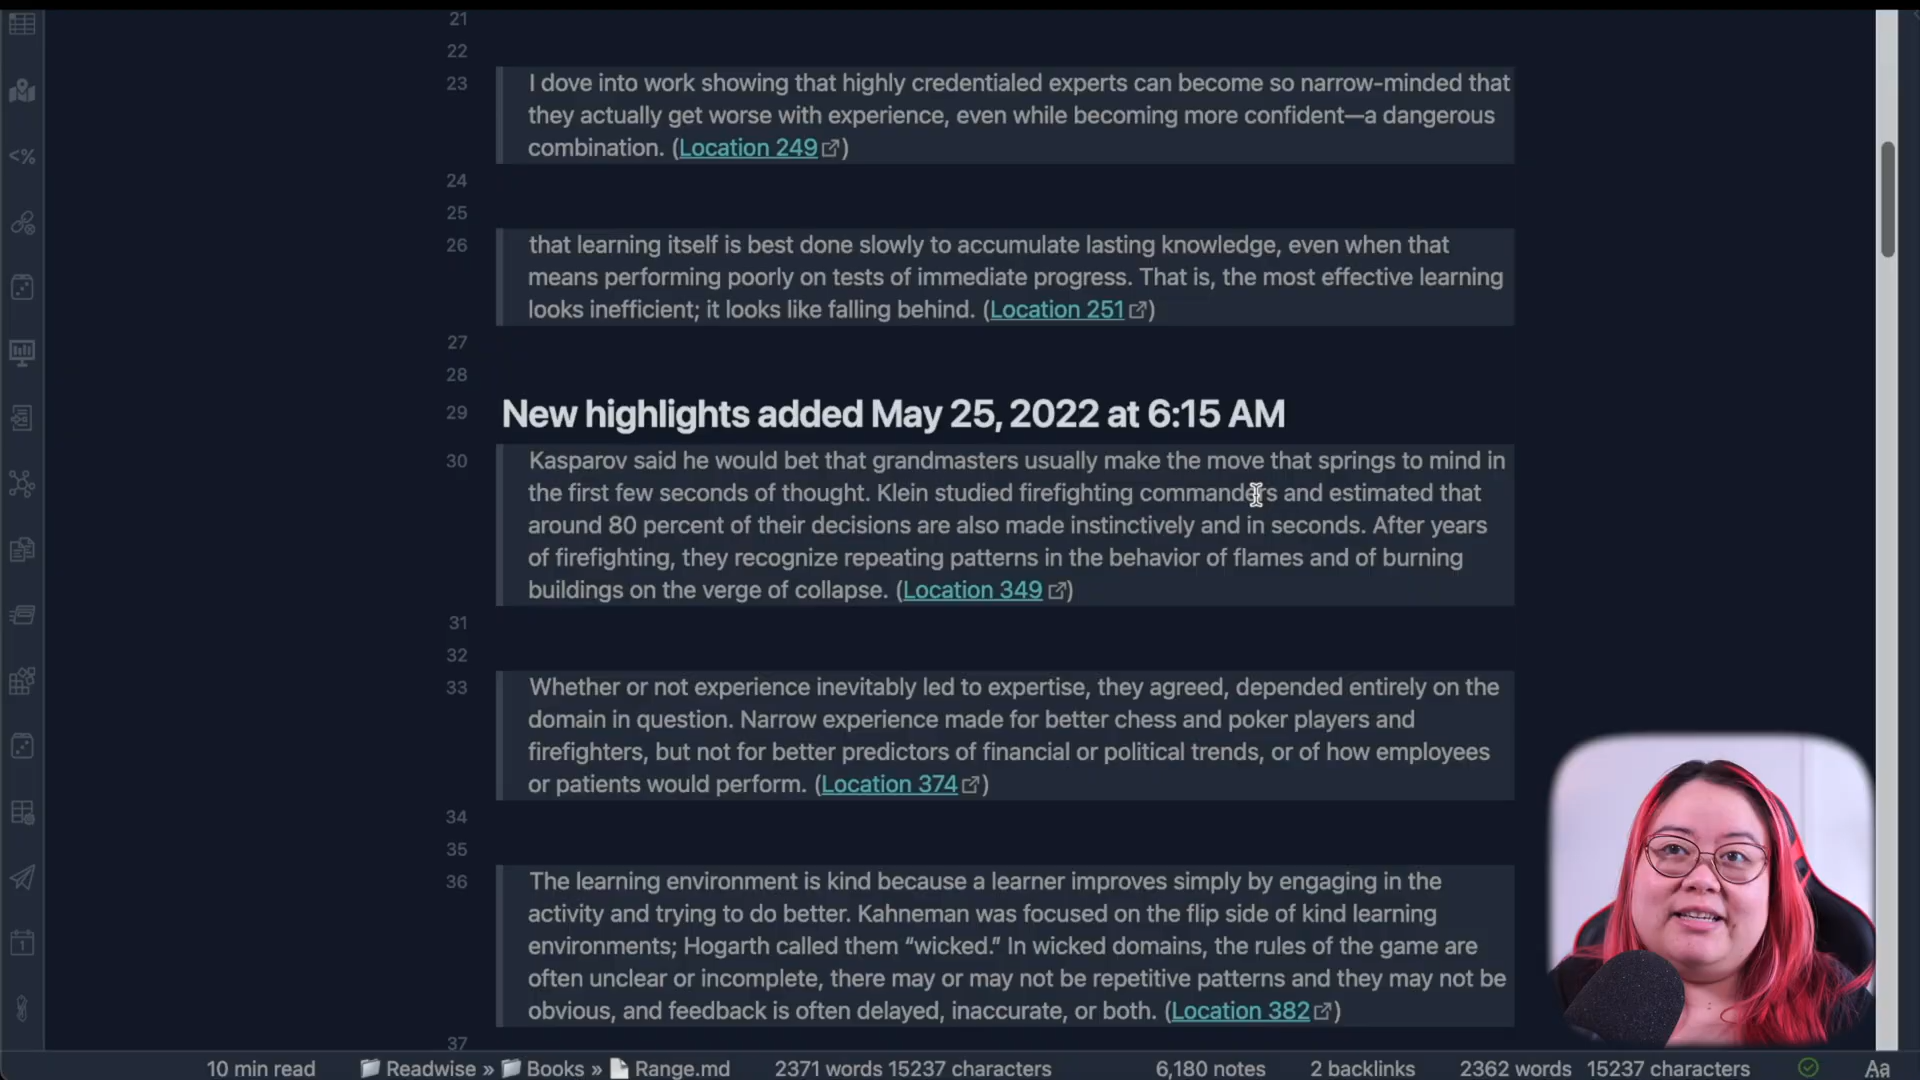 21
22
23 I dove into work showing that highly credentialed experts can become so narrow-minded that
they actually get worse with experience, even while becoming more confident—a dangerous
combination. (Location 249)
24
25
26 that learning itself is best done slowly to accumulate lasting knowledge, even when that
means performing poorly on tests of immediate progress. That is, the most effective learning
looks inefficient; it looks like falling behind. (Location 251)
27
28
29 New highlights added May 25, 2022 at 6:15 AM
30 Kasparov said he would bet that grandmasters usually make the move that springs to mind in
the first few seconds of thought. Klein studied firefighting commanders and estimated that
around 80 percent of their decisions are also made instinctively and in seconds. After years
of firefighting, they recognize repeating patterns in the behavior of flames and of burning
buildings on the verge of collapse. (Location 349)
31
32
33 Whether or not experience inevitably led to expertise, they agreed, depended entirely on the
domain in question. Narrow experience made for better chess and poker players and
firefighters, but not for better predictors of financial or political trends, or of how employees
or patients would perform. (Location 374)
34
35
36 The learning environment is kind because a learner improves simply by engaging in the
activity and trying to do better. Kahneman was focused on the flip side of kind learning
environments; Hogarth called them “wicked.” In wicked domains, the rules of the game are
often unclear or incomplete, there may or may not be repetitive patterns and they may not be
obvious, and feedback is often delayed, inaccurate, or both. (Location 382)
37
10 min read Readwise » Books » Range.md 2371 words 15237 characters 6,180 notes 2 backlinks 2362 words 15237 characters Aa